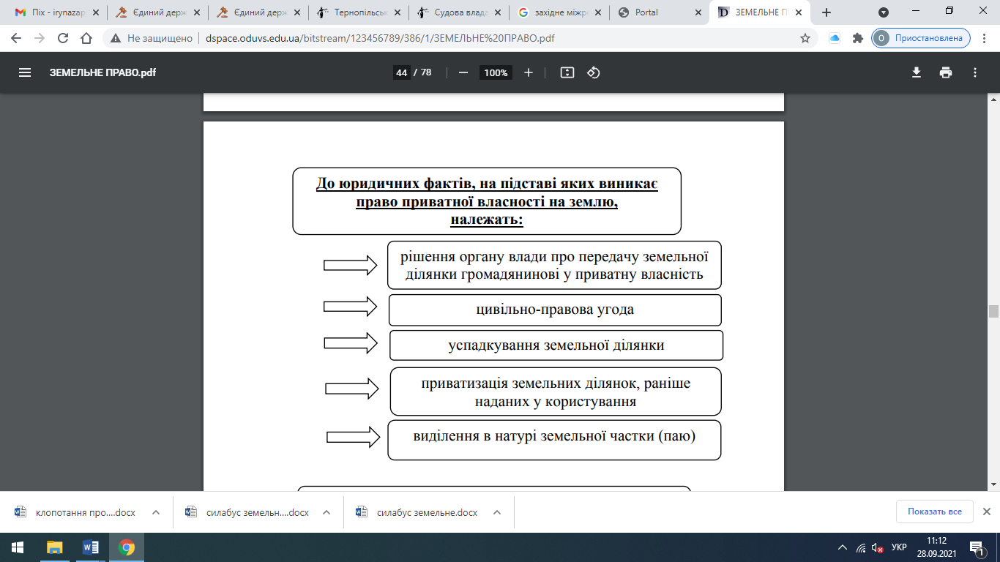 Пiх - irynazap
Єдиний держ
Єдиний держ
Тернопільськ
Судова влада
західне міжр
Portal
ЗЕМЕЛЬНЕ П
Не защищено
dspace.oduvs.edu.ua/bitstream/123456789/386/1/ЗЕМЕЛЬНЕ%20ПРАВО.pdf
O
Приостановлена
ЗЕМЕЛЬНЕ ПРАВО.pdf
44 / 78
100%
До юридичних фактів, на підставі яких виникає
право приватної власності на землю,
належать:
рішення органу влади про передачу земельної
ділянки громадянинові у приватну власність
цивільно-правова угода
успадкування земельної ділянки
приватизація земельних ділянок, раніше
наданих у користування
виділення в натурі земельної частки (паю)
клопотання про....docx
силабус земельн....docx
силабус земельне.docx
Показать все
УКР
11:12
28.09.2021
1